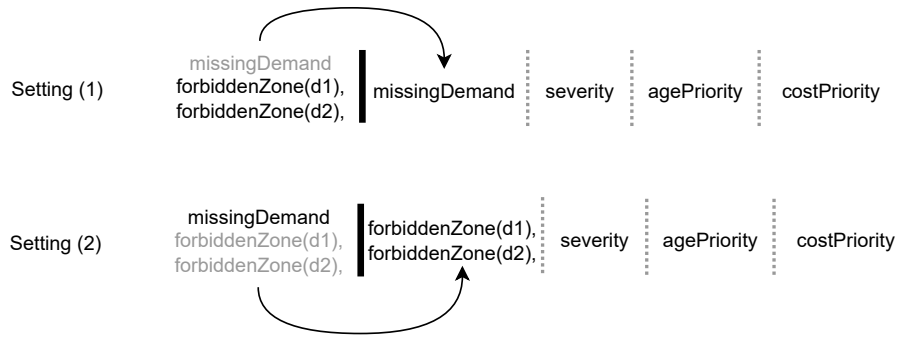 missingDemand
Setting (1)
forbiddenZone(d1),
forbiddenZone(d2),
missingDemand
severity
agePriority
costPriority
Setting (2)
missingDemand
forbiddenZone(d1),
forbiddenZone(d2),
forbiddenZone(d1),
forbiddenZone(d2),
severity
agePriority
costPriority